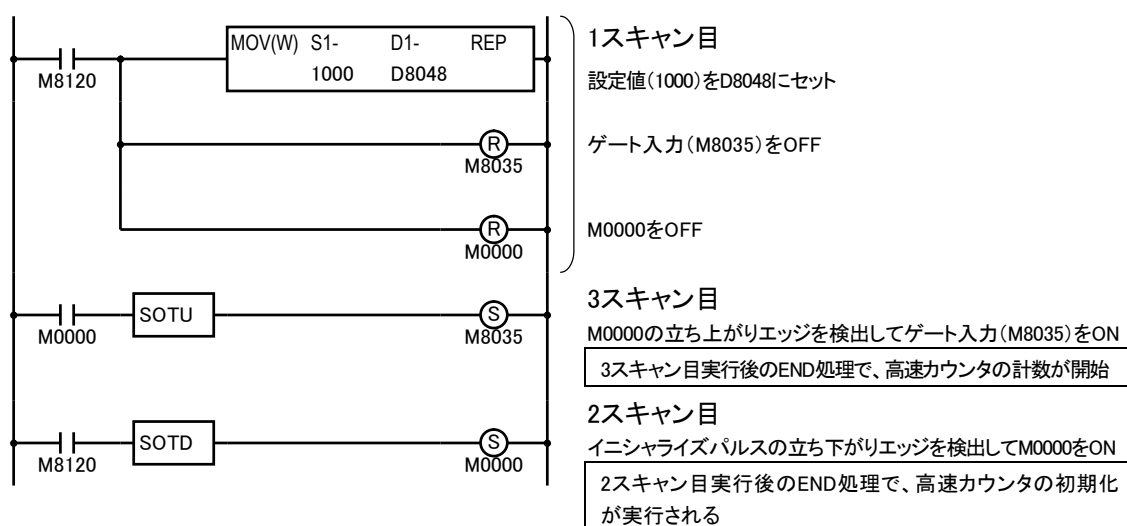 MOV(W) S1- D1- REP
1000 D8048
M8120
R
M8035
R
M0000
1スキャン目
設定値(1000)をD8048にセット
ゲート入力(M8035)をOFF
M0000をOFF
M0000
SOTU
S
M8035
3スキャン目
M0000の立ち上がりエッジを検出してゲート入力(M8035)をON
3スキャン目実行後のEND処理で、高速カウンタの計数が開始
M8120
SOTD
S
M0000
2スキャン目
イニシャライズパルスの立ち下がりエッジを検出してM0000をON
2スキャン目実行後のEND処理で、高速カウンタの初期化
が実行される